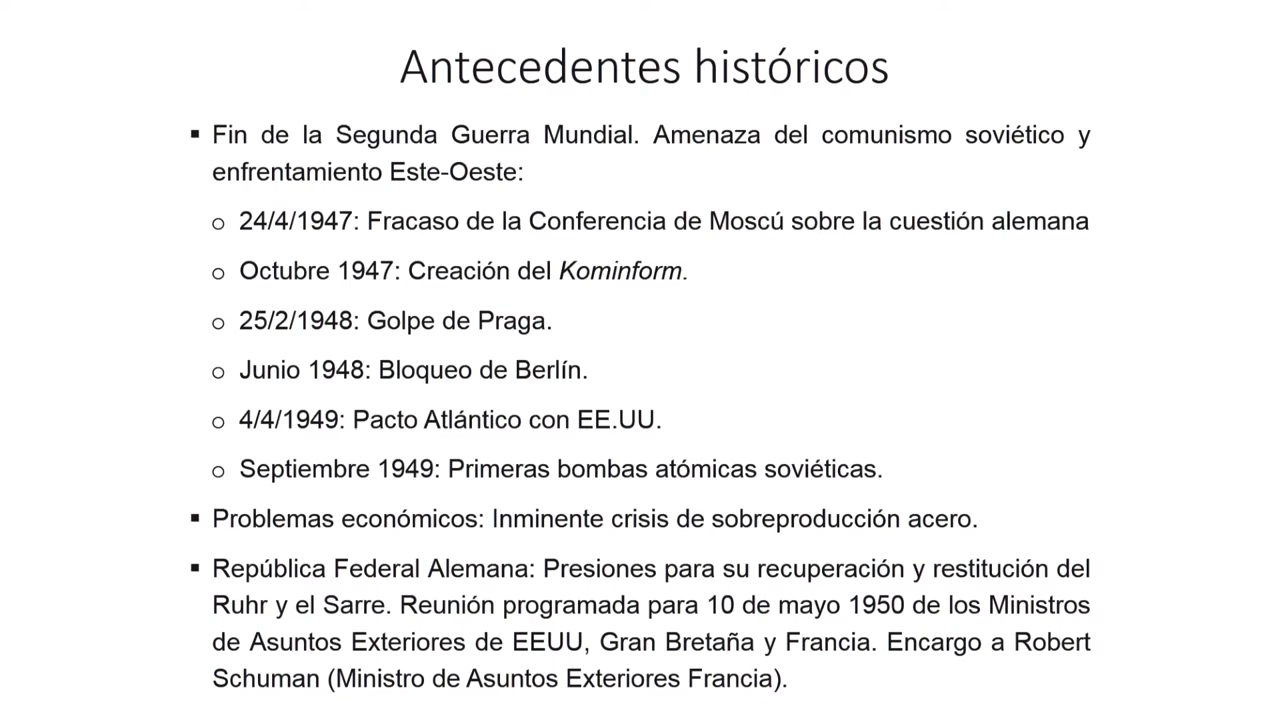 Antecedentes históricos
▪ Fin de la Segunda Guerra Mundial. Amenaza del comunismo soviético y
enfrentamiento Este-Oeste:
o 24/4/1947: Fracaso de la Conferencia de Moscú sobre la cuestión alemana
o Octubre 1947: Creación del Kominform.
o 25/2/1948: Golpe de Praga.
o Junio 1948: Bloqueo de Berlín.
o 4/4/1949: Pacto Atlántico con EE.UU.
o Septiembre 1949: Primeras bombas atómicas soviéticas.
▪ Problemas económicos: Inminente crisis de sobreproducción acero.
▪ República Federal Alemana: Presiones para su recuperación y restitución del
Ruhr y el Sarre. Reunión programada para 10 de mayo 1950 de los Ministros
de Asuntos Exteriores de EEUU, Gran Bretaña y Francia. Encargo a Robert
Schuman (Ministro de Asuntos Exteriores Francia).